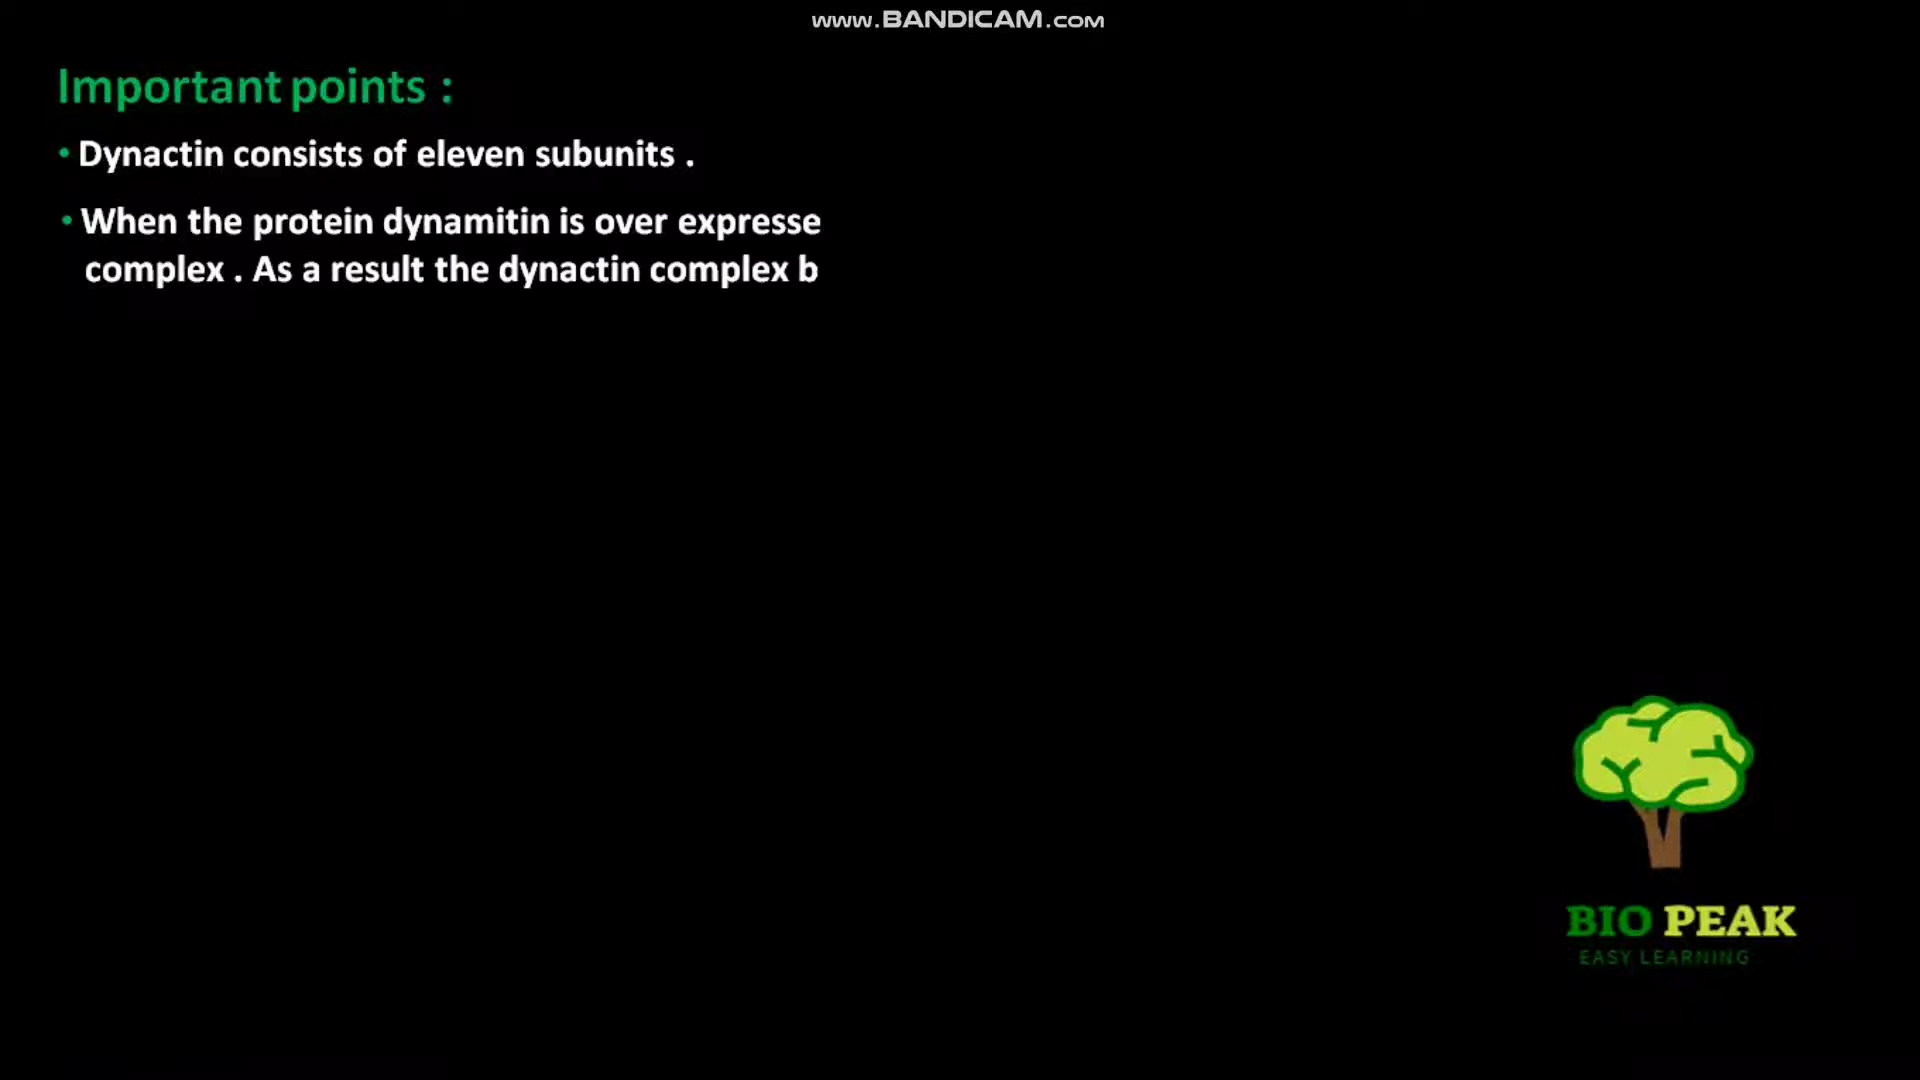 www.BANDICAM.com
Important points :
• Dynactin consists of eleven subunits .
• When the protein dynamitin is over expresse
complex . As a result the dynactin complex b
BIO PEAK
EASY LEARNING